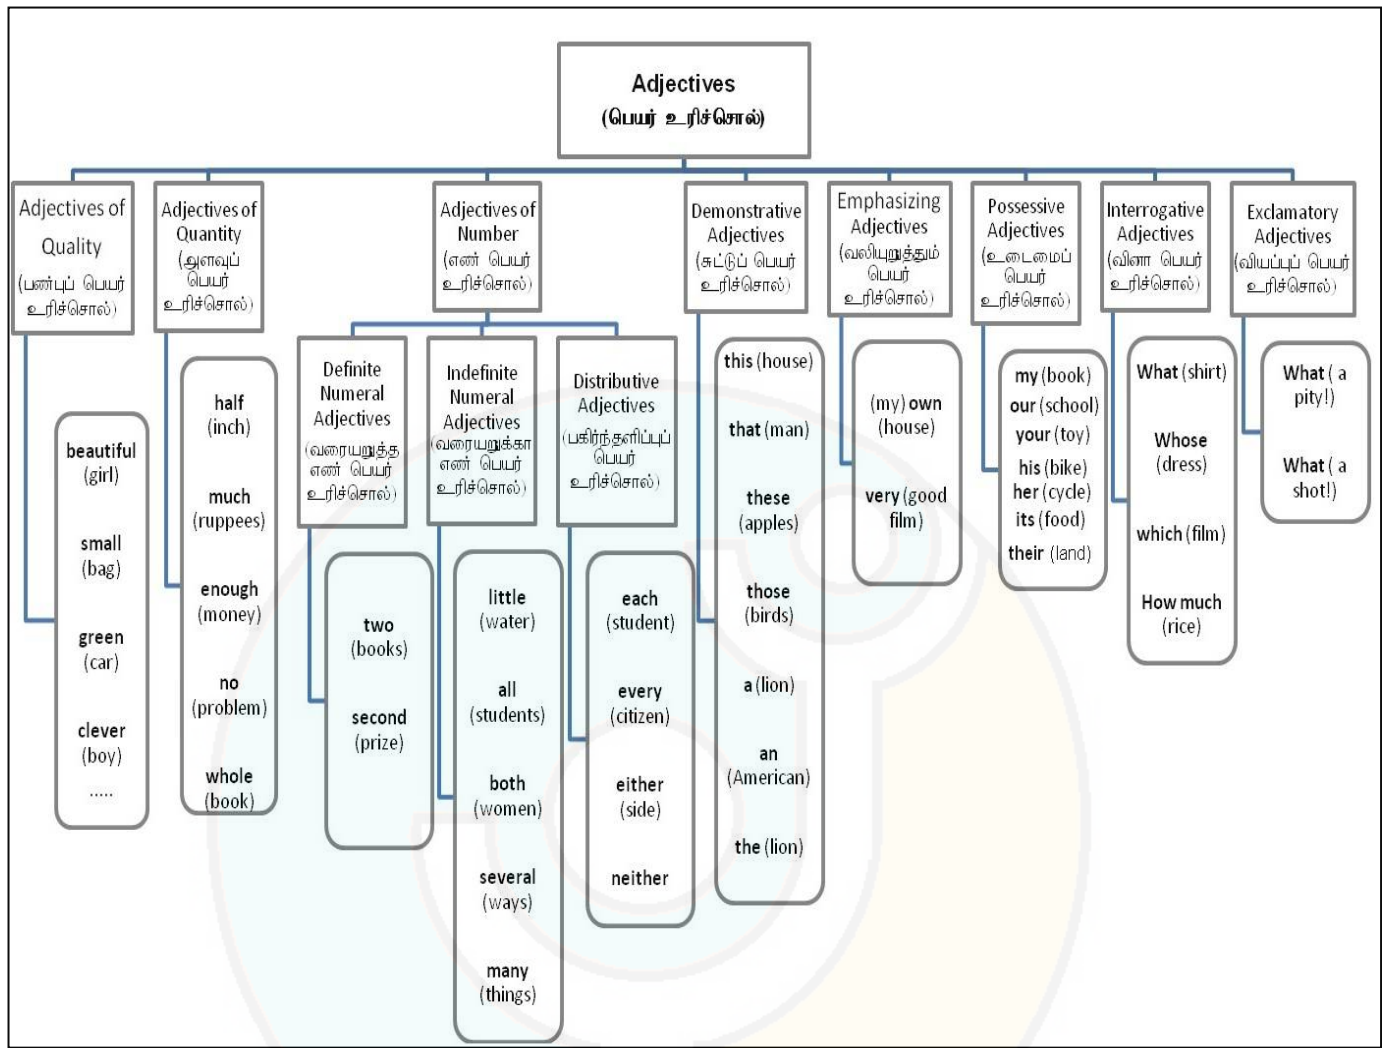 Adjectives
(பெயர் உரிச்சொல்)
Adjectives of
Quality
(பண்புப் பெயர்
உரிச்சொல்)
beautiful
(girl)
small
(bag)
green
(car)
clever
(boy)
.....
Adjectives of
Quantity
(அளவுப்
பெயர்
உரிச்சொல்)
half
(inch)
much
(ruppees)
enough
(money)
no
(problem)
whole
(book)
Adjectives of
Number
(எண் பெயர்
உரிச்சொல்)
Definite
Numeral
Adjectives
(வரையறுத்த
எண் பெயர்
உரிச்சொல்)
two
(books)
second
(prize)
Indefinite
Numeral
Adjectives
(வரையறுக்கா
எண் பெயர்
உரிச்சொல்)
little
(water)
all
(students)
both
(women)
several
(ways)
many
(things)
Distributive
Adjectives
(பகிர்ந்தளிப்புப்
பெயர்
உரிச்சொல்)
each
(student)
every
(citizen)
either
(side)
neither
Demonstrative
Adjectives
(சுட்டுப் பெயர்
உரிச்சொல்)
this (house)
that (man)
these
(apples)
those
(birds)
a (lion)
an
(American)
the (lion)
Emphasizing
Adjectives
(வலியுறுத்தும்
பெயர்
உரிச்சொல்)
(my) own
(house)
very (good
film)
Possessive
Adjectives
(உடைமைப்
பெயர்
உரிச்சொல்)
my (book)
our (school)
your (toy)
his (bike)
her (cycle)
its (food)
their (land)
Interrogative
Adjectives
(வினா பெயர்
உரிச்சொல்)
What (shirt)
Whose
(dress)
which (film)
How much
(rice)
Exclamatory
Adjectives
(வியப்புப் பெயர்
உரிச்சொல்)
What ( a
pity!)
What ( a
shot!)